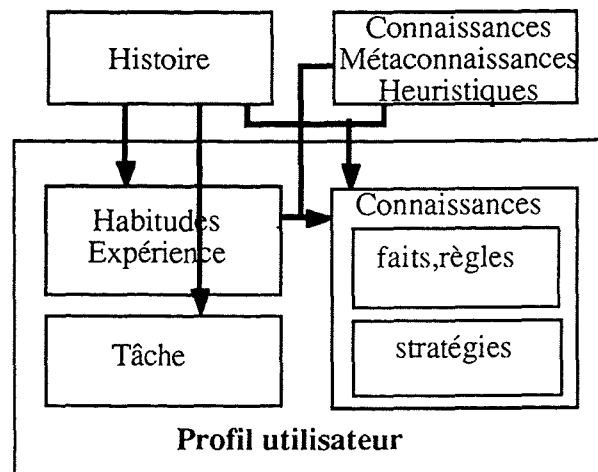 Histoire
Connaissances
Métaconnaissances
Heuristiques
Habitudes
Expérience
Connaissances
faits,règles
Tâche
stratégies
Profil utilisateur